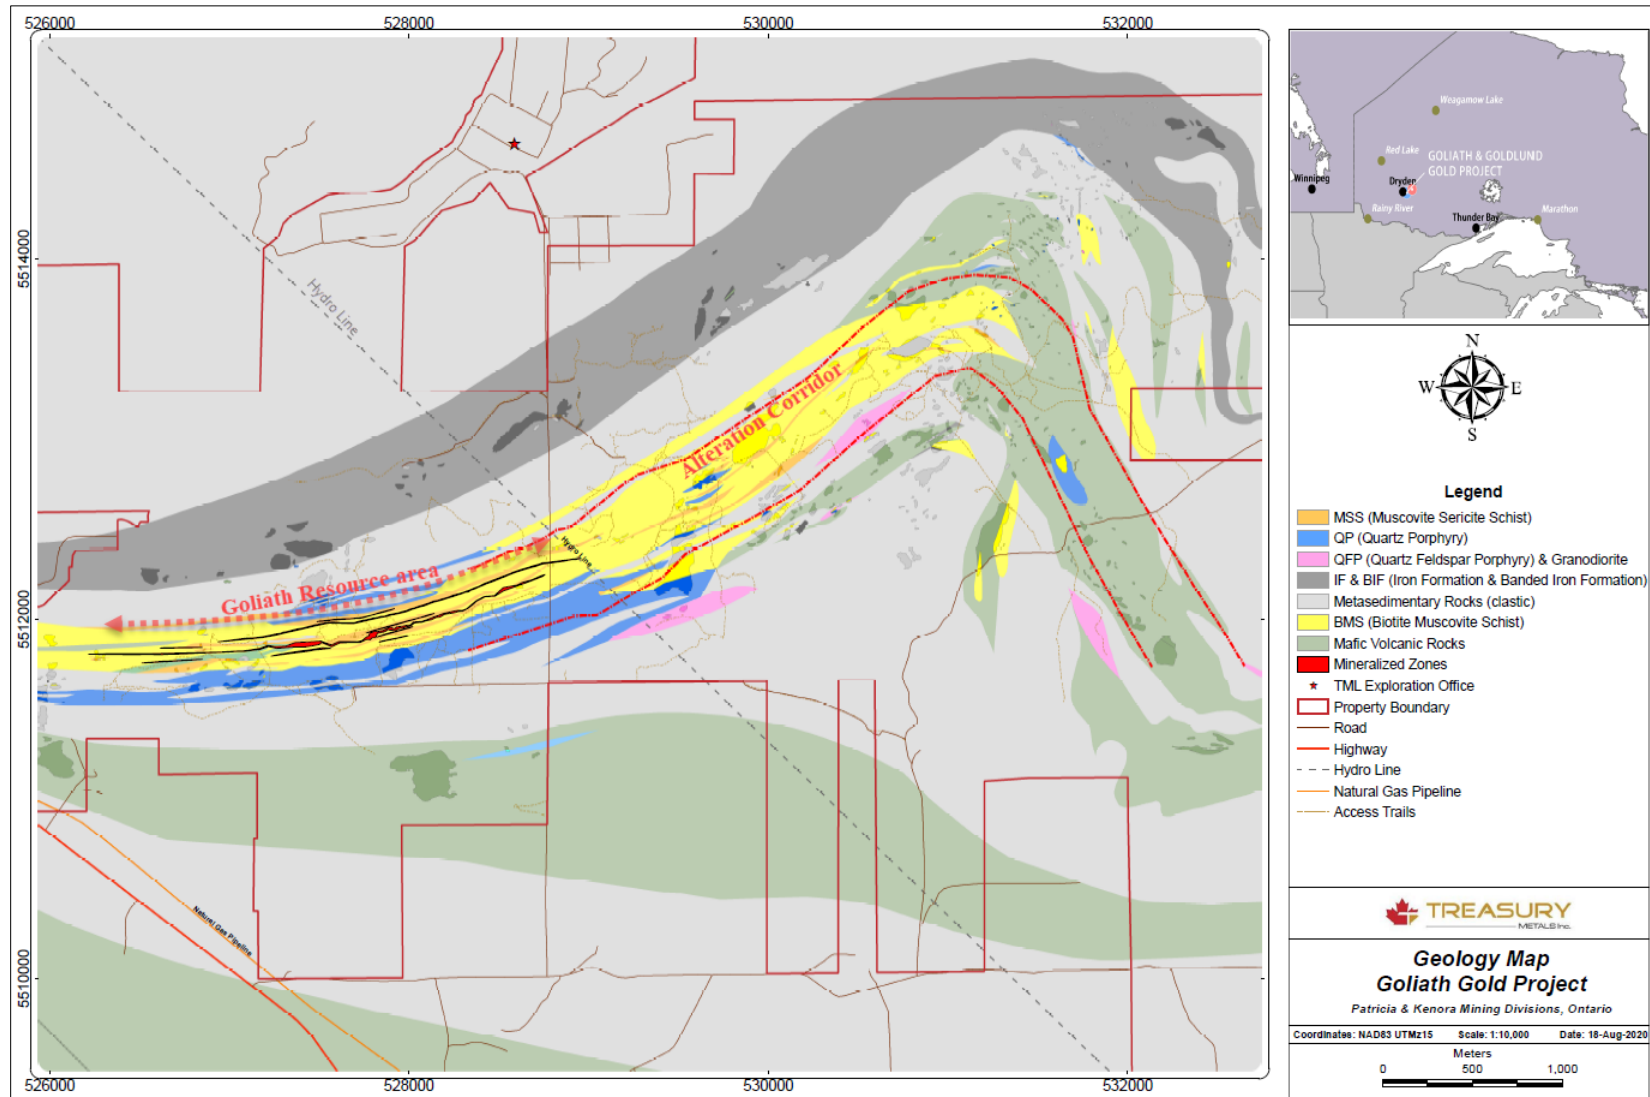 526000
528000
530000
532000
5514000
5512000
5510000
Hydro Line
Alteration Corridor
Hydro Line
Goliath Resource area
Natural Gas Pipeline
526000
528000
530000
532000
Weagamow Lake
Red Lake
GOLIATH & GOLDLUND
GOLD PROJECT
Winnipeg
Dryden
Rainy River
Thunder Bay
Marathon
N
W
E
S
Legend
MSS (Muscovite Sericite Schist)
QP (Quartz Porphyry)
QFP (Quartz Feldspar Porphyry) & Granodiorite
IF & BIF (Iron Formation & Banded Iron Formation)
Metasedimentary Rocks (clastic)
BMS (Biotite Muscovite Schist)
Mafic Volcanic Rocks
Mineralized Zones
TML Exploration Office
Property Boundary
Road
Highway
Hydro Line
Natural Gas Pipeline
Access Trails
TREASURY
METALS Inc.
Geology Map
Goliath Gold Project
Patricia & Kenora Mining Divisions, Ontario
Coordinates: NAD83 UTMz15 Scale: 1:10,000 Date: 18-Aug-2020
Meters
0 500 1,000